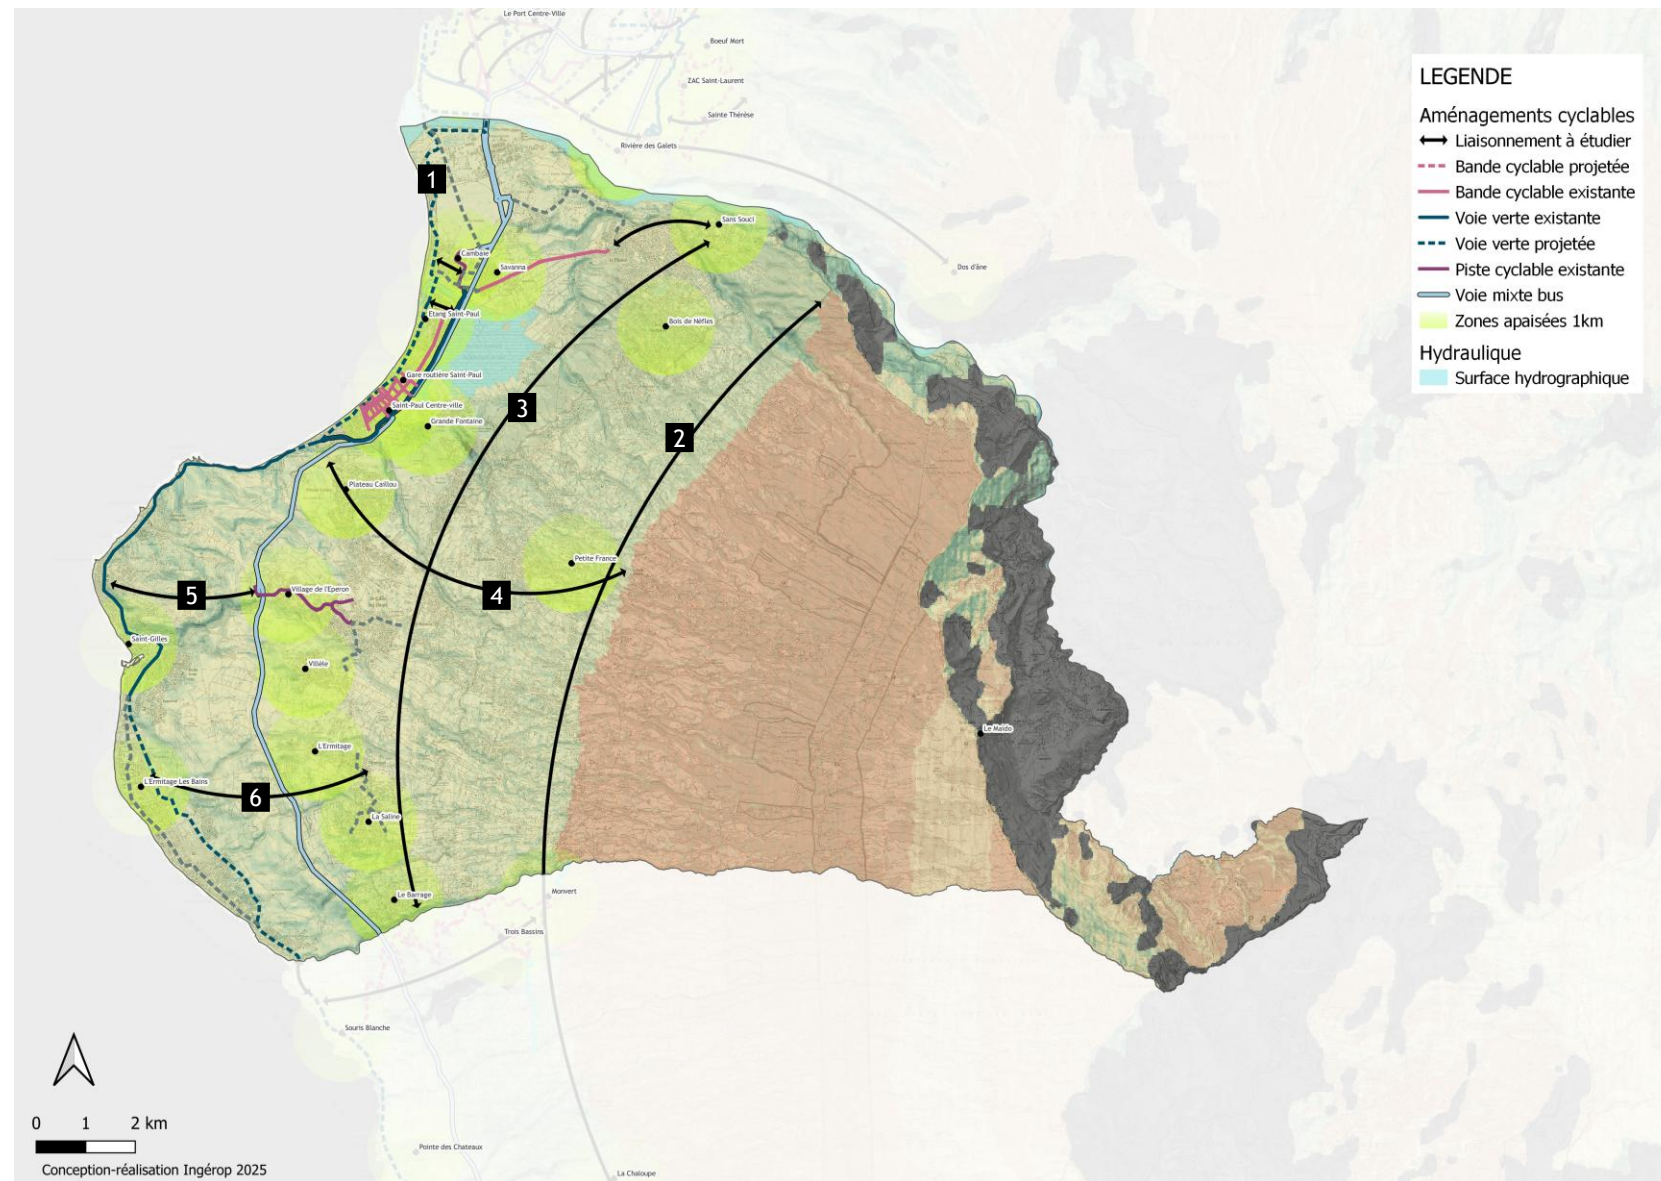 Le Port Centre-Ville
Boeuf Mort
ZAC Saint-Laurent
Sainte Thérèse
Rivière des Galets
LEGENDE
Aménagements cyclables
Liaisonnement à étudier
Bande cyclable projetée
Bande cyclable existante
Voie verte existante
Voie verte projetée
Piste cyclable existante
Voie mixte bus
Zones apaisées 1km
Hydraulique
Surface hydrographique
1
Sans Souci
Cambaie
Savanna
Dos d'âne
Etang Saint-Paul
Bois de Nèfles
Gare routière Saint-Paul
Saint-Paul Centre-ville
3
Grande Fontaine
2
Plateau Caillou
Petite France
5
Village de l'Eperon
4
Saint-Gilles
Villèle
Le Maïdo
L'Ermitage
L'Ermitage Les Bains
6
La Saline
Le Barrage
Monvert
Trois Bassins
Souris Blanche
0 1 2 km
Pointe des Chateaux
Conception-réalisation Ingérop 2025
La Chaloupe